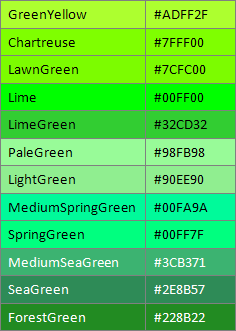 GreenYellow #ADFF2F
Chartreuse #7FFF00
LawnGreen #7CFC00
Lime #00FF00
LimeGreen #32CD32
PaleGreen #98FB98
LightGreen #90EE90
MediumSpringGreen #00FA9A
SpringGreen #00FF7F
MediumSeaGreen #3CB371
SeaGreen #2E8B57
ForestGreen #228B22